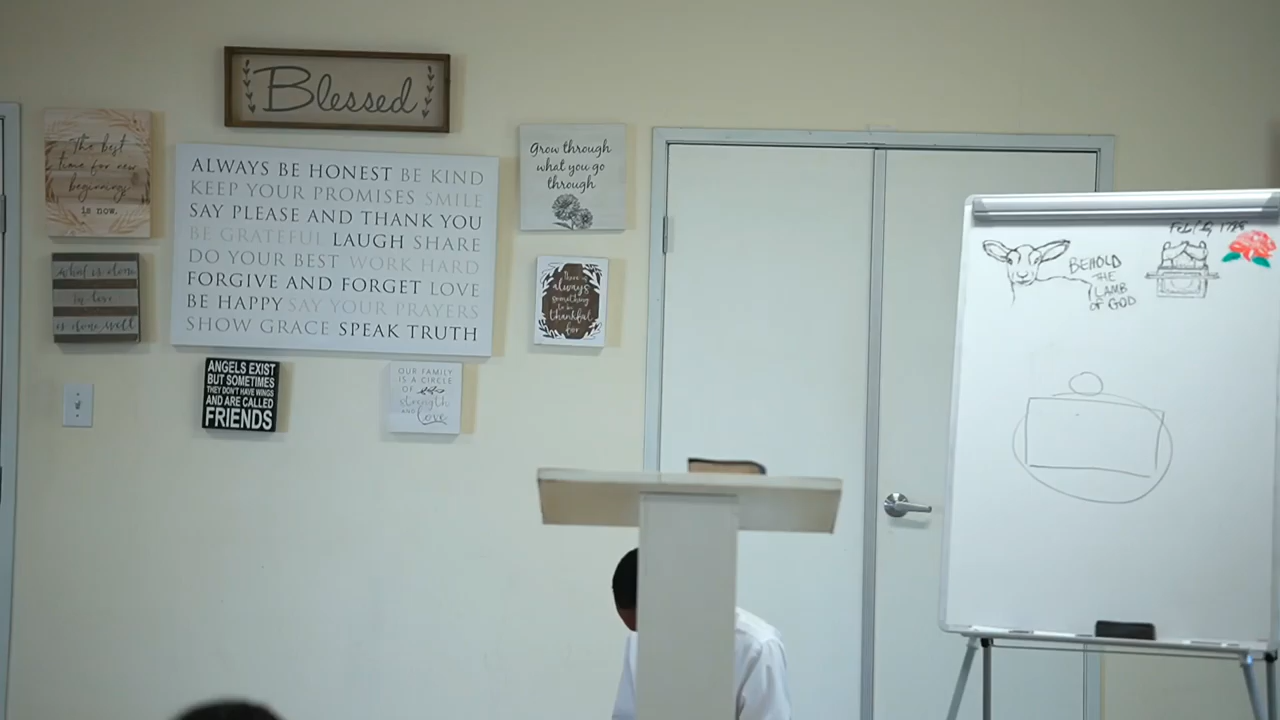 Blessed
The best
time for new
beginnings
is now.
ALWAYS BE HONEST BE KIND
KEEP YOUR PROMISES SMILE
SAY PLEASE AND THANK YOU
BE GRATEFUL LAUGH SHARE
DO YOUR BEST WORK HARD
FORGIVE AND FORGET LOVE
BE HAPPY SAY YOUR PRAYERS
SHOW GRACE SPEAK TRUTH
Grow through
what you go
through
what is done
in love
is done well
There is
always
something
to be
thankful
for
ANGELS EXIST
BUT SOMETIMES
THEY DON'T HAVE WINGS
AND ARE CALLED
FRIENDS
OUR FAMILY
IS A CIRCLE
OF
strength
AND love
BEHOLD
THE
LAMB
OF GOD